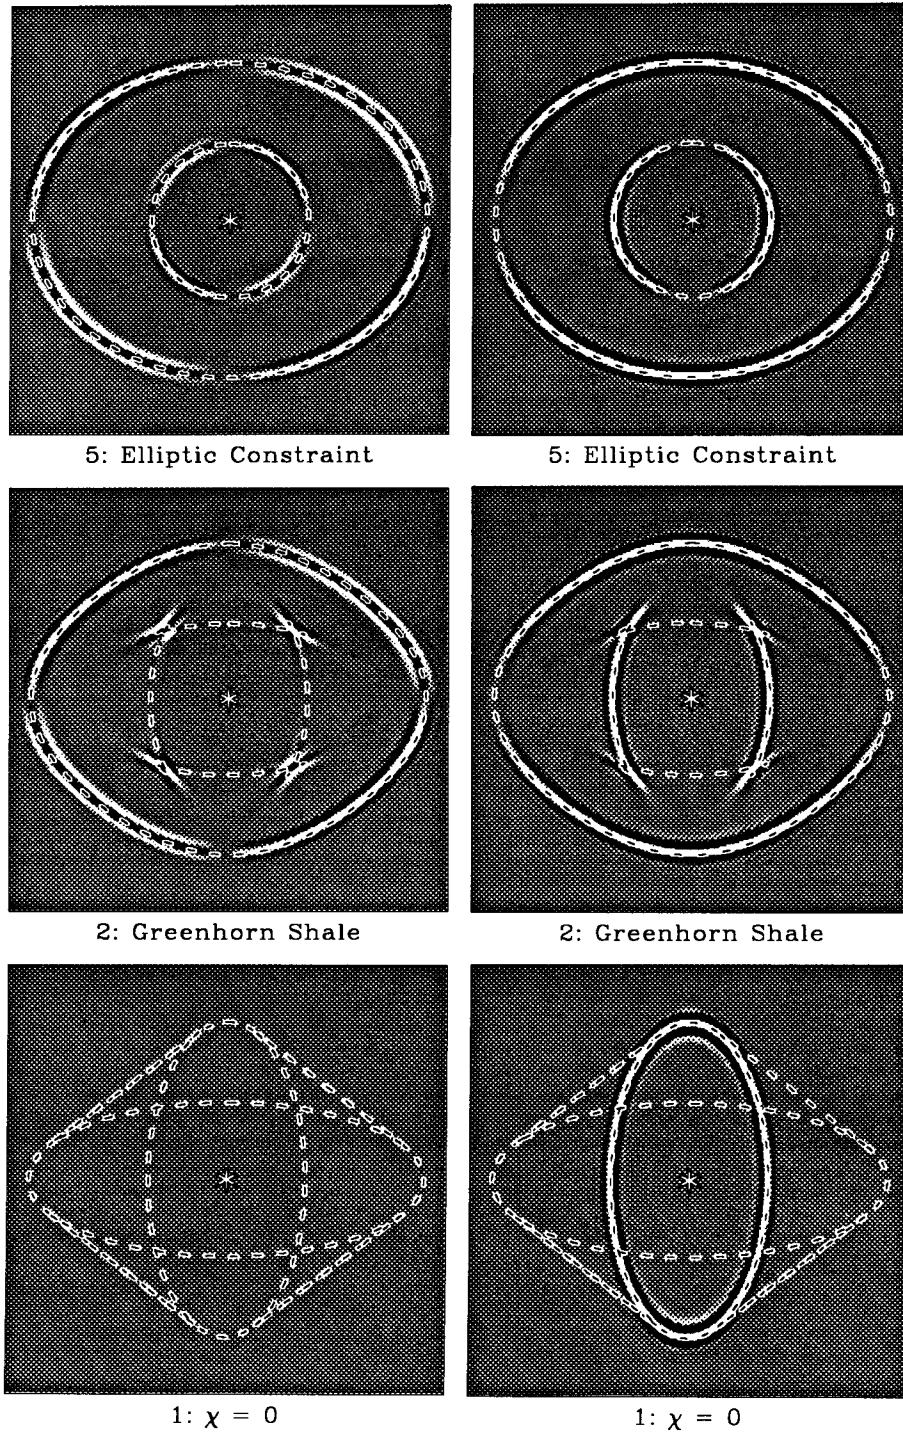 5: Elliptic Constraint
5: Elliptic Constraint
2: Greenhorn Shale
2: Greenhorn Shale
1: χ = 0
1: χ = 0